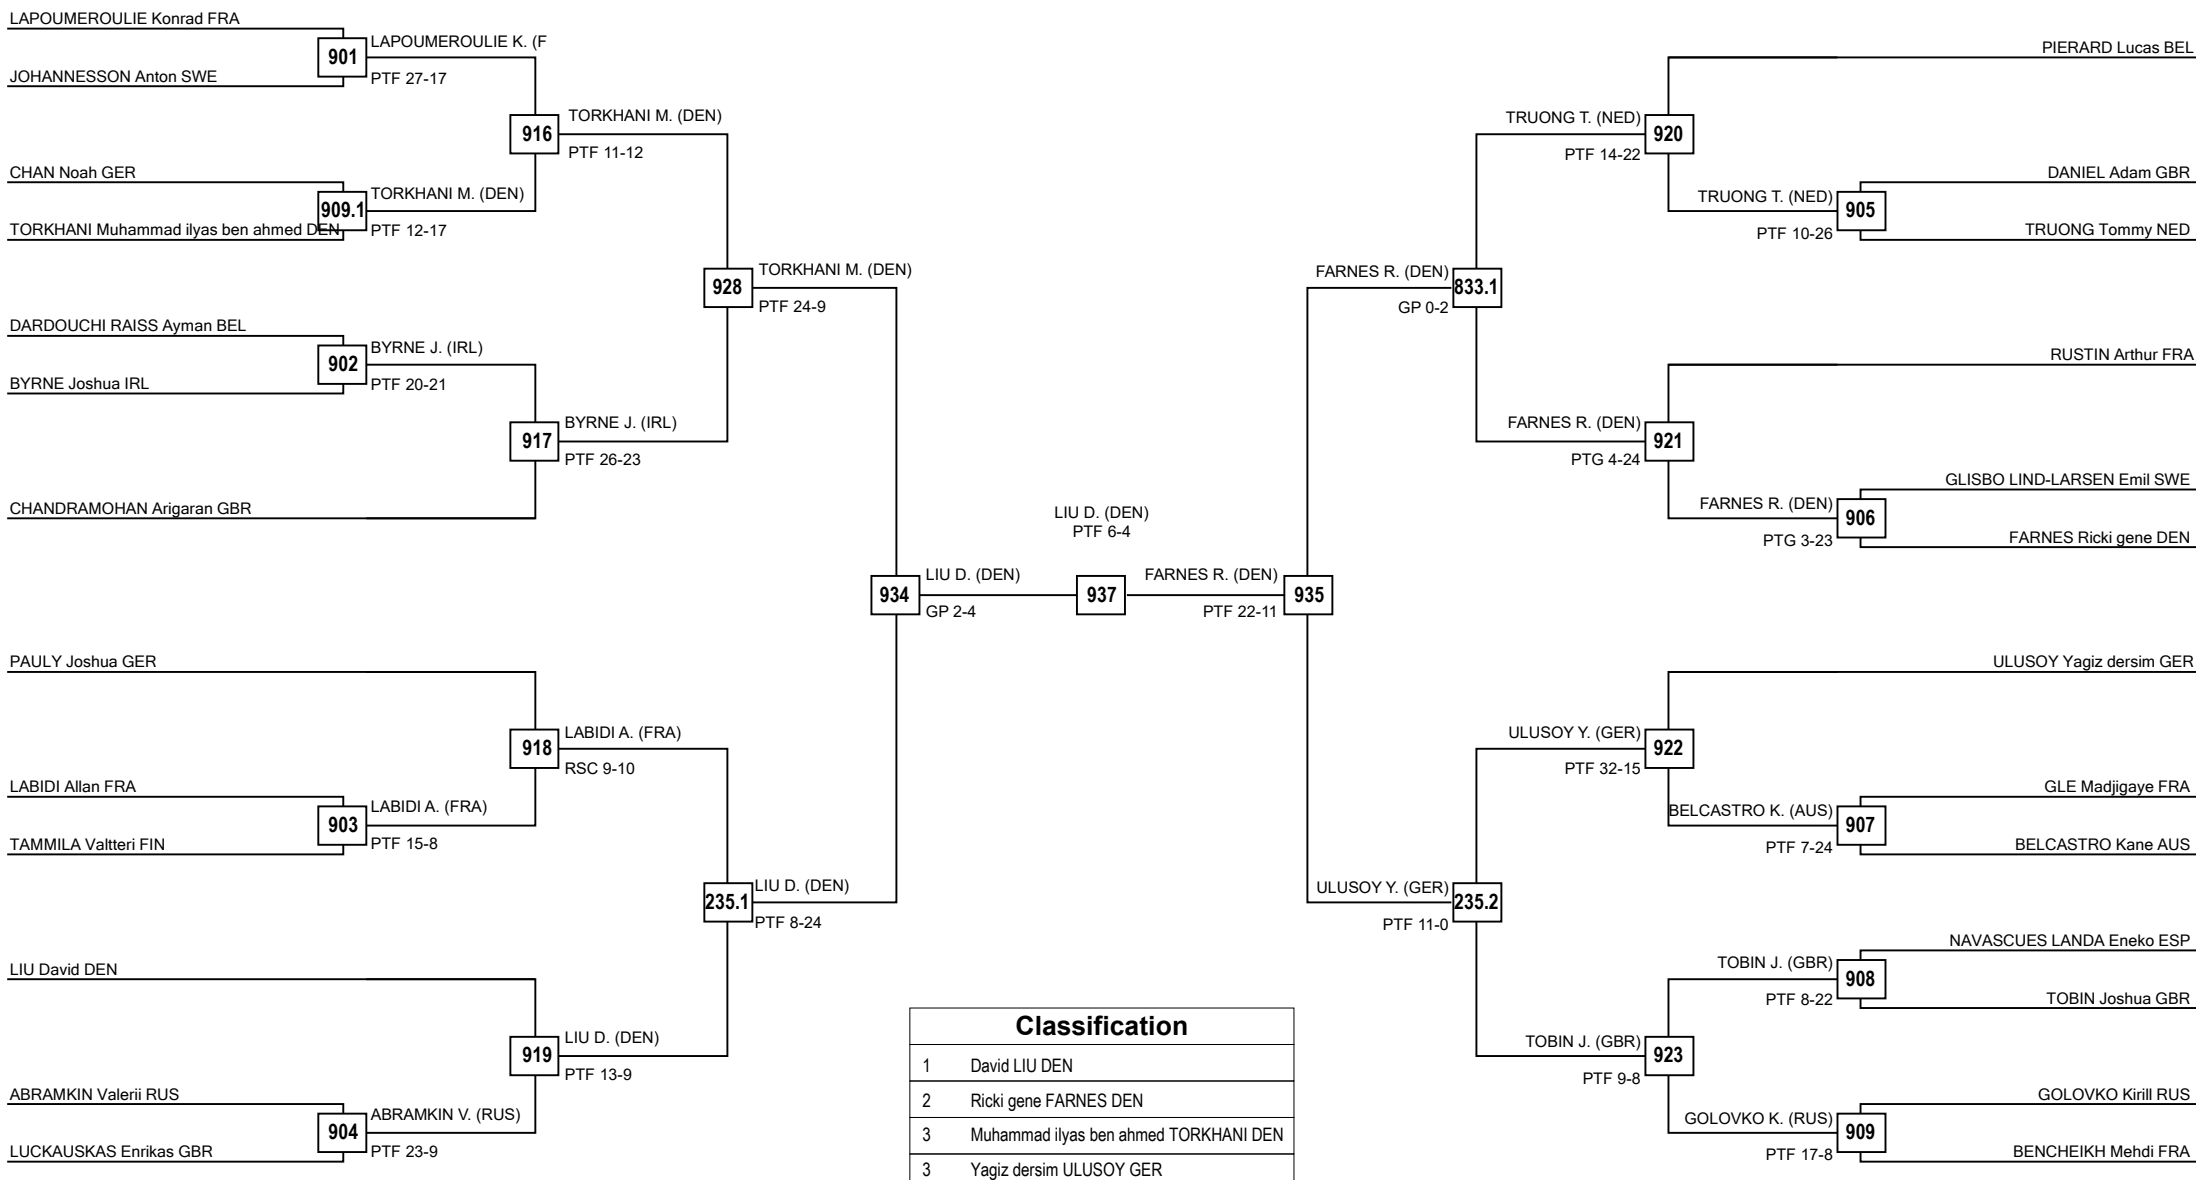 LAPOUMEROULIE Konrad FRA
901
LAPOUMEROULIE K. (F
PTF 27-17
JOHANNESSON Anton SWE
916
TORKHANI M. (DEN)
PTF 11-12
CHAN Noah GER
909.1
TORKHANI M. (DEN)
PTF 12-17
TORKHANI Muhammad ilyas ben ahmed DEN
928
TORKHANI M. (DEN)
PTF 24-9
DARDOUCHI RAISS Ayman BEL
902
BYRNE J. (IRL)
PTF 20-21
BYRNE Joshua IRL
917
BYRNE J. (IRL)
PTF 26-23
CHANDRAMOHAN Arigaran GBR
934
LIU D. (DEN)
GP 2-4
PAULY Joshua GER
918
LABIDI A. (FRA)
RSC 9-10
LABIDI Allan FRA
903
LABIDI A. (FRA)
PTF 15-8
TAMMILA Valtteri FIN
235.1
LIU D. (DEN)
PTF 8-24
LIU David DEN
919
LIU D. (DEN)
PTF 13-9
ABRAMKIN Valerii RUS
904
ABRAMKIN V. (RUS)
PTF 23-9
LUCKAUSKAS Enrikas GBR
LIU D. (DEN)
PTF 6-4
937
PIERARD Lucas BEL
TRUONG T. (NED)
920
PTF 14-22
DANIEL Adam GBR
TRUONG T. (NED)
905
PTF 10-26
TRUONG Tommy NED
FARNES R. (DEN)
833.1
GP 0-2
RUSTIN Arthur FRA
FARNES R. (DEN)
921
PTG 4-24
GLISBO LIND-LARSEN Emil SWE
FARNES R. (DEN)
906
PTG 3-23
FARNES Ricki gene DEN
FARNES R. (DEN)
935
PTF 22-11
ULUSOY Yagiz dersim GER
ULUSOY Y. (GER)
922
PTF 32-15
GLE Madjigaye FRA
BELCASTRO K. (AUS)
907
PTF 7-24
BELCASTRO Kane AUS
ULUSOY Y. (GER)
235.2
PTF 11-0
NAVASCUES LANDA Eneko ESP
TOBIN J. (GBR)
908
PTF 8-22
TOBIN Joshua GBR
TOBIN J. (GBR)
923
PTF 9-8
GOLOVKO Kirill RUS
GOLOVKO K. (RUS)
909
PTF 17-8
BENCHEIKH Mehdi FRA
Classification
1 David LIU DEN
2 Ricki gene FARNES DEN
3 Muhammad ilyas ben ahmed TORKHANI DEN
3 Yagiz dersim ULUSOY GER